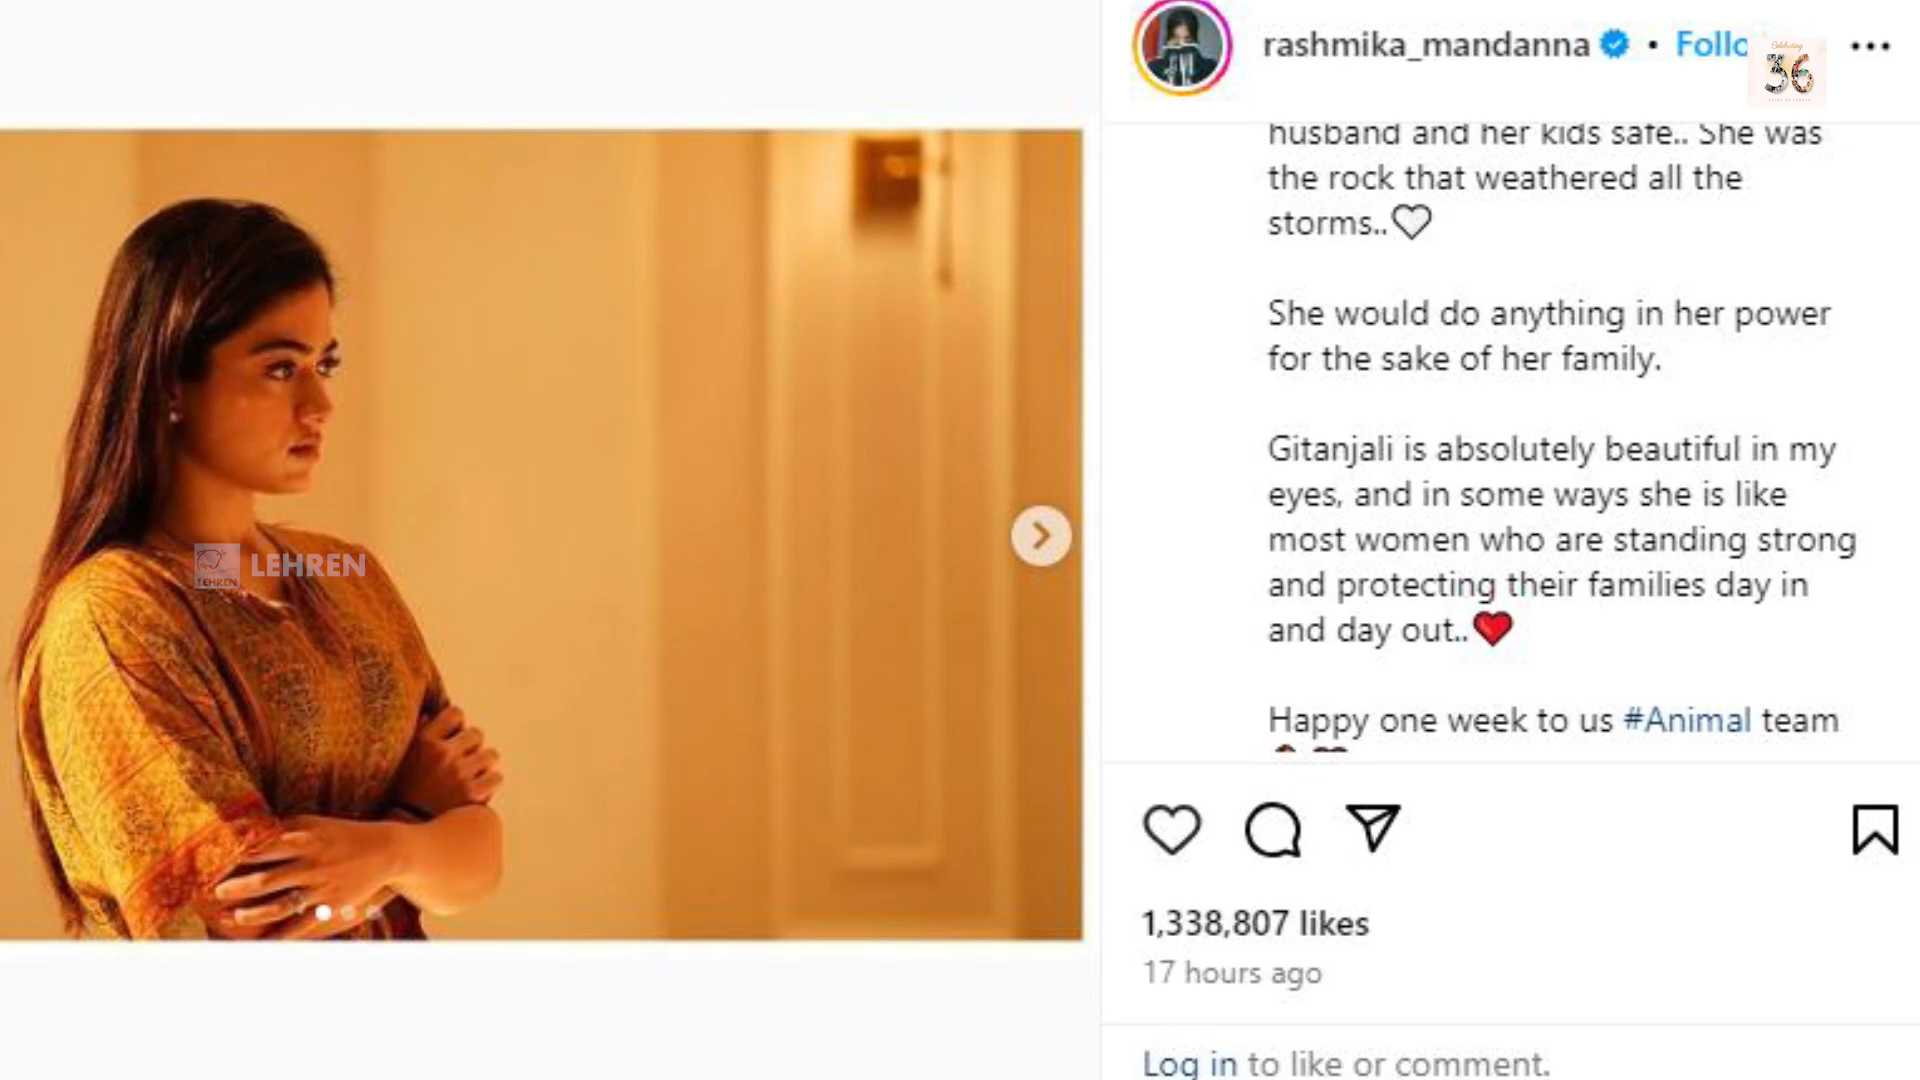 rashmika_mandanna • Follo
Celebrating
36
husband and her kids safe.. She was
the rock that weathered all the
storms..🤍
She would do anything in her power
for the sake of her family.
Gitanjali is absolutely beautiful in my
eyes, and in some ways she is like
most women who are standing strong
and protecting their families day in
and day out..❤️
Happy one week to us #Animal team
LEHREN
LEHREN
1,338,807 likes
17 hours ago
Log in to like or comment.